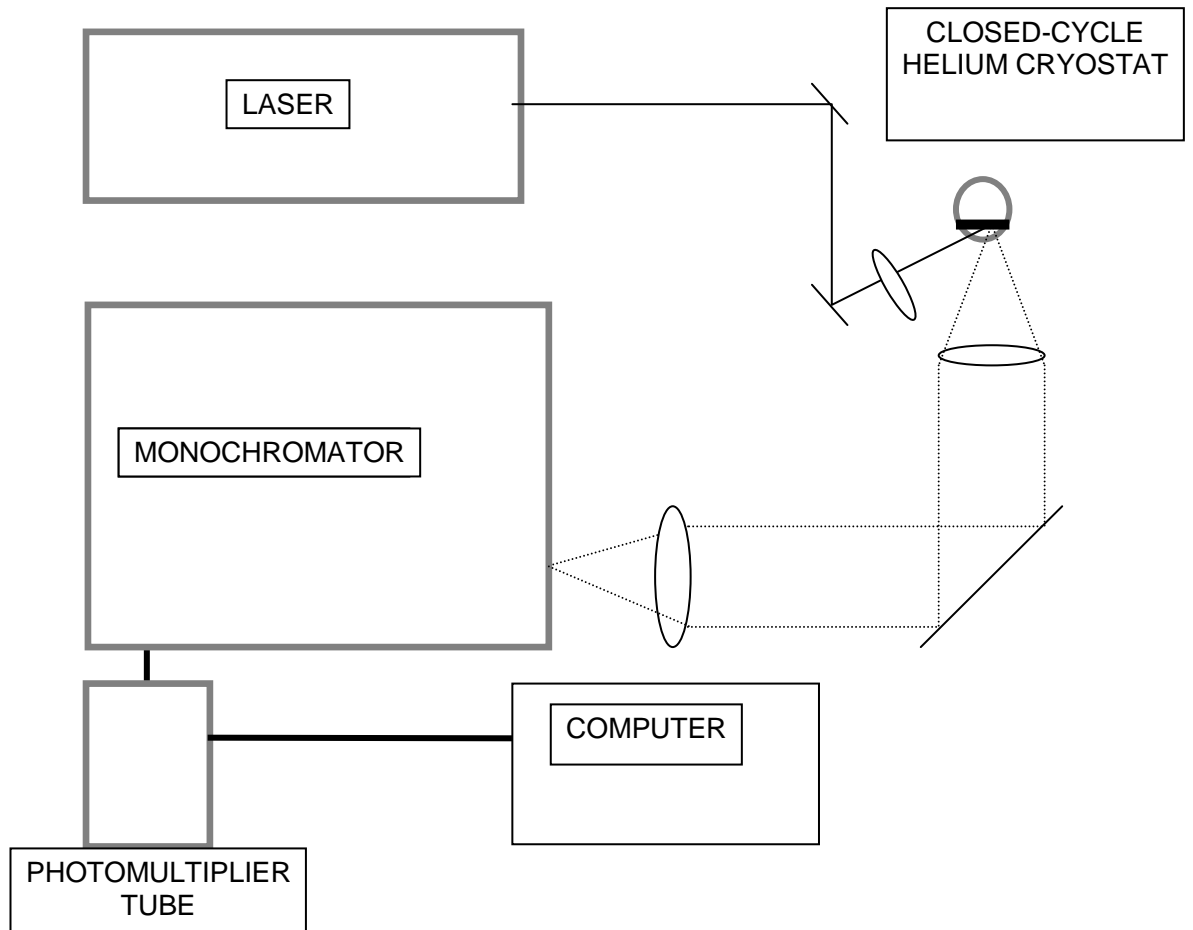 CLOSED-CYCLE
HELIUM CRYOSTAT
LASER
MONOCHROMATOR
COMPUTER
PHOTOMULTIPLIER
TUBE